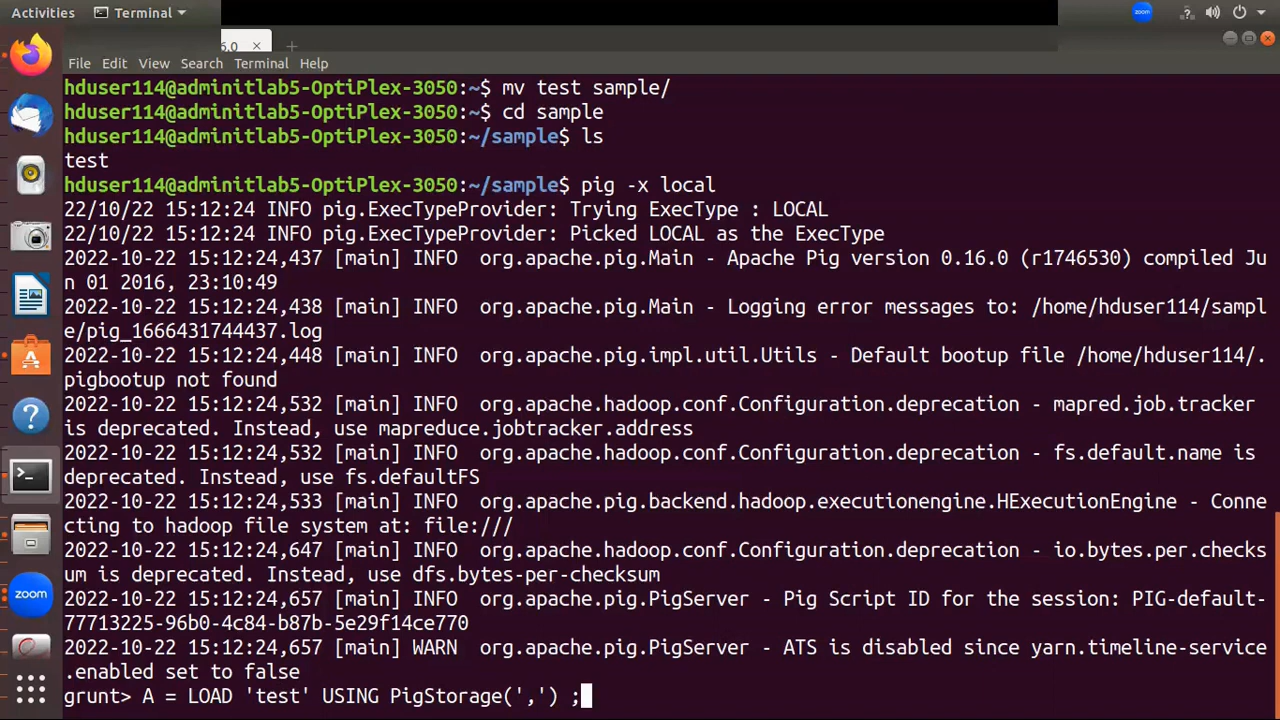 Activities
Terminal
zoom
?
6.0
File Edit View Search Terminal Help
hduser114@adminitlab5-OptiPlex-3050:~$ mv test sample/
hduser114@adminitlab5-OptiPlex-3050:~$ cd sample
hduser114@adminitlab5-OptiPlex-3050:~/sample$ ls
test
hduser114@adminitlab5-OptiPlex-3050:~/sample$ pig -x local
22/10/22 15:12:24 INFO pig.ExecTypeProvider: Trying ExecType : LOCAL
22/10/22 15:12:24 INFO pig.ExecTypeProvider: Picked LOCAL as the ExecType
2022-10-22 15:12:24,437 [main] INFO  org.apache.pig.Main - Apache Pig version 0.16.0 (r1746530) compiled Ju
n 01 2016, 23:10:49
2022-10-22 15:12:24,438 [main] INFO  org.apache.pig.Main - Logging error messages to: /home/hduser114/sampl
e/pig_1666431744437.log
2022-10-22 15:12:24,448 [main] INFO  org.apache.pig.impl.util.Utils - Default bootup file /home/hduser114/.
pigbootup not found
2022-10-22 15:12:24,532 [main] INFO  org.apache.hadoop.conf.Configuration.deprecation - mapred.job.tracker
is deprecated. Instead, use mapreduce.jobtracker.address
2022-10-22 15:12:24,532 [main] INFO  org.apache.hadoop.conf.Configuration.deprecation - fs.default.name is
deprecated. Instead, use fs.defaultFS
2022-10-22 15:12:24,533 [main] INFO  org.apache.pig.backend.hadoop.executionengine.HExecutionEngine - Conne
cting to hadoop file system at: file:///
2022-10-22 15:12:24,647 [main] INFO  org.apache.hadoop.conf.Configuration.deprecation - io.bytes.per.checks
um is deprecated. Instead, use dfs.bytes-per-checksum
2022-10-22 15:12:24,657 [main] INFO  org.apache.pig.PigServer - Pig Script ID for the session: PIG-default-
77713225-96b0-4c84-b87b-5e29f14ce770
2022-10-22 15:12:24,657 [main] WARN  org.apache.pig.PigServer - ATS is disabled since yarn.timeline-service
.enabled set to false
grunt> A = LOAD 'test' USING PigStorage(',') ;
zoom